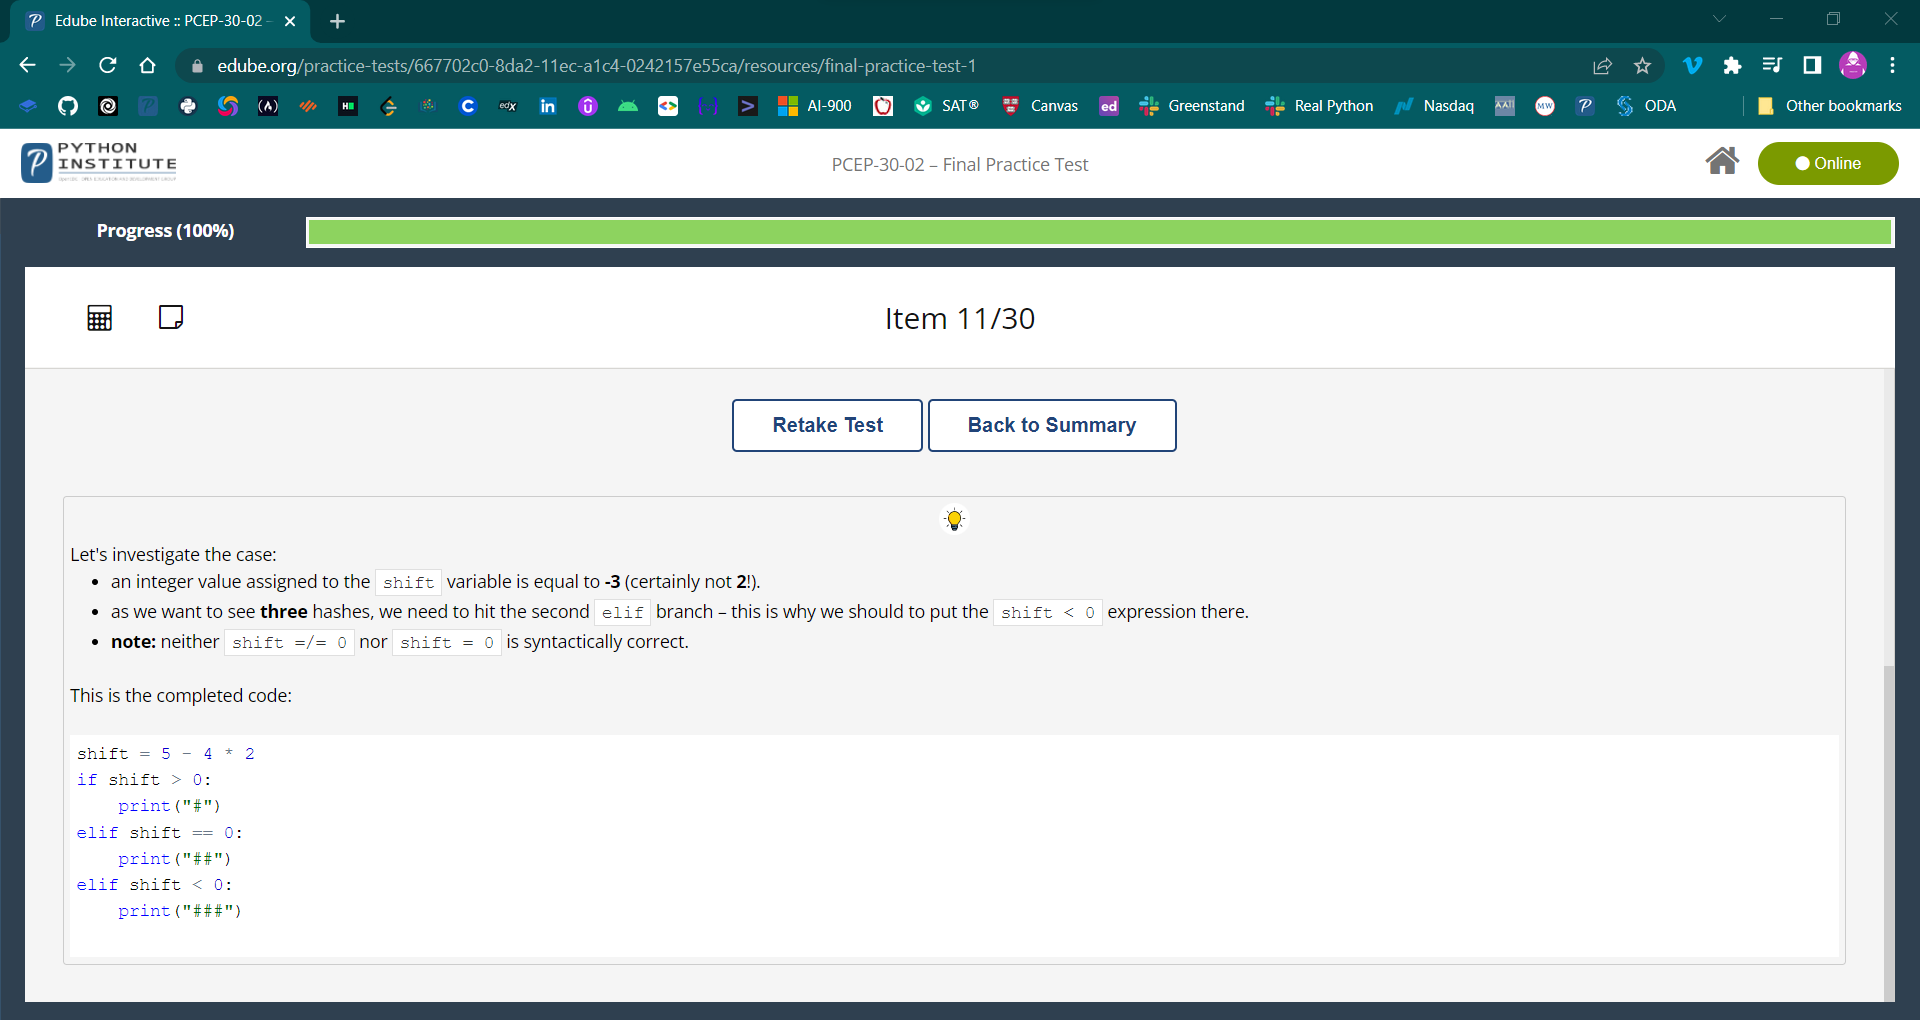 Edube Interactive :: PCEP-30-02 -
edube.org/practice-tests/667702c0-8da2-11ec-a1c4-0242157e55ca/resources/final-practice-test-1
AI-900 SAT® Canvas ed Greenstand Real Python Nasdaq MW ODA Other bookmarks
PYTHON
INSTITUTE
PCEP-30-02 – Final Practice Test
Online
Progress (100%)
Item 11/30
Retake Test
Back to Summary
Let's investigate the case:
• an integer value assigned to the shift variable is equal to -3 (certainly not 2!).
• as we want to see three hashes, we need to hit the second elif branch – this is why we should to put the shift < 0 expression there.
• note: neither shift =/= 0 nor shift = 0 is syntactically correct.
This is the completed code:
shift = 5 - 4 * 2
if shift > 0:
    print("#")
elif shift == 0:
    print("##")
elif shift < 0:
    print("###")